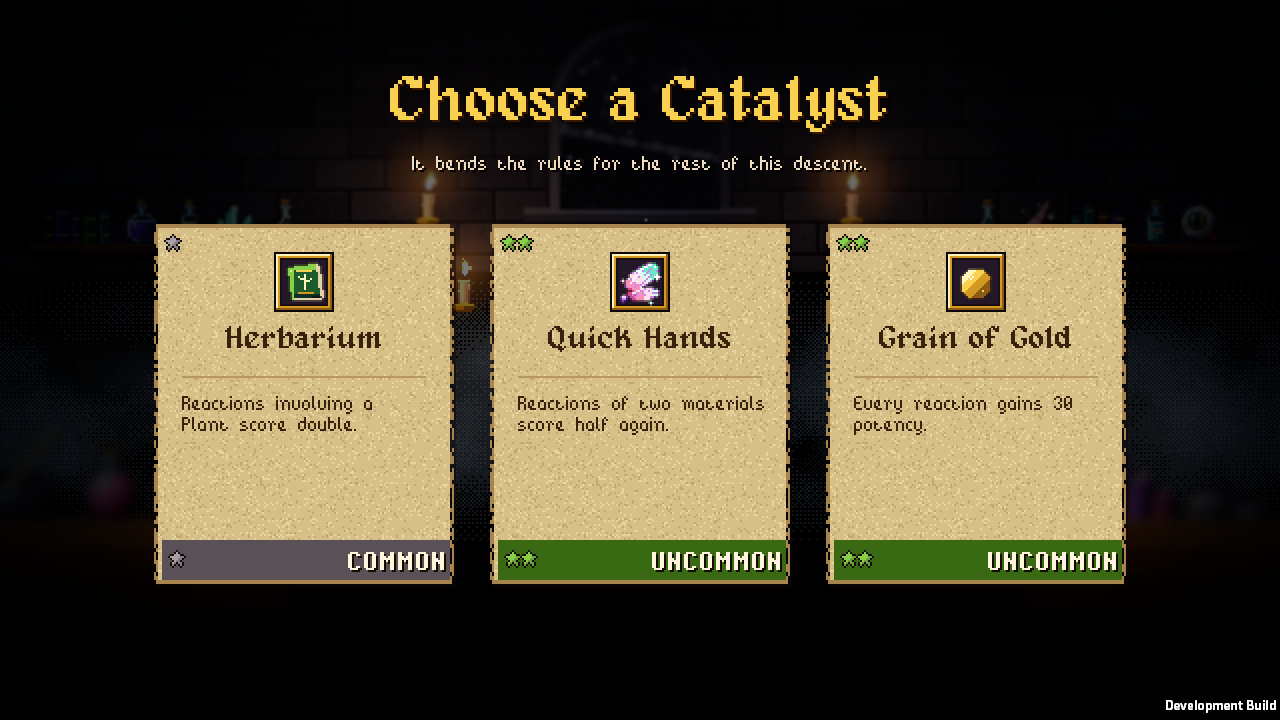 Choose a Catalyst
It bends the rules for the rest of this descent.
Herbarium
Reactions involving a
Plant score double.
COMMON
Quick Hands
Reactions of two materials
score half again.
UNCOMMON
Grain of Gold
Every reaction gains 30
potency.
UNCOMMON
Development Build